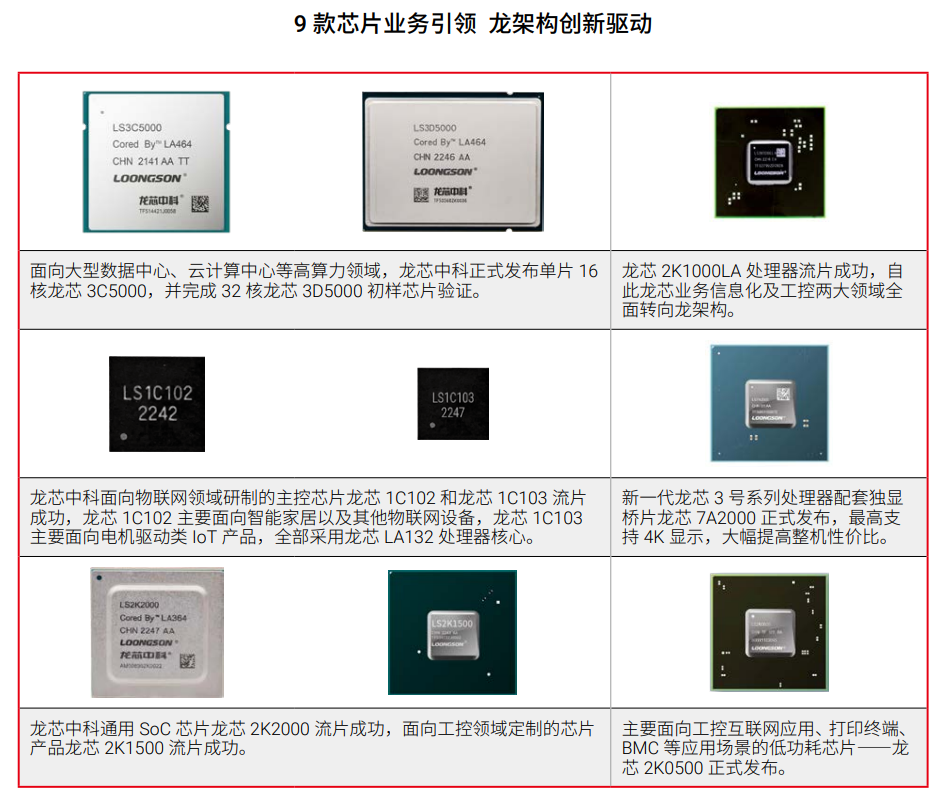 9 款芯片业务引领 龙架构创新驱动
LS3C5000
Cored By™ LA464
CHN 2141 AA TT
LOONGSON®
龙芯中科®
LS3D5000
Cored By™ LA464
CHN 2246 AA
LOONGSON®
龙芯中科®
LOONGSON
面向大型数据中心、云计算中心等高算力领域，龙芯中科正式发布单片 16
核龙芯 3C5000，并完成 32 核龙芯 3D5000 初样芯片验证。
龙芯 2K1000LA 处理器流片成功，自
此龙芯业务信息化及工控两大领域全
面转向龙架构。
LS1C102
2242
LS1C103
2247
LOONGSON
龙芯中科面向物联网领域研制的主控芯片龙芯 1C102 和龙芯 1C103 流片
成功，龙芯 1C102 主要面向智能家居以及其他物联网设备，龙芯 1C103
主要面向电机驱动类 IoT 产品，全部采用龙芯 LA132 处理器核心。
新一代龙芯 3 号系列处理器配套独显
桥片龙芯 7A2000 正式发布，最高支
持 4K 显示，大幅提高整机性价比。
LS2K2000
Cored By™ LA364
CHN 2247 AA
LOONGSON®
龙芯中科®
LS2K1500
CHN 2247 AA
LOONGSON
LOONGSON
龙芯中科通用 SoC 芯片龙芯 2K2000 流片成功，面向工控领域定制的芯片
产品龙芯 2K1500 流片成功。
主要面向工控互联网应用、打印终端、
BMC 等应用场景的低功耗芯片——龙
芯 2K0500 正式发布。